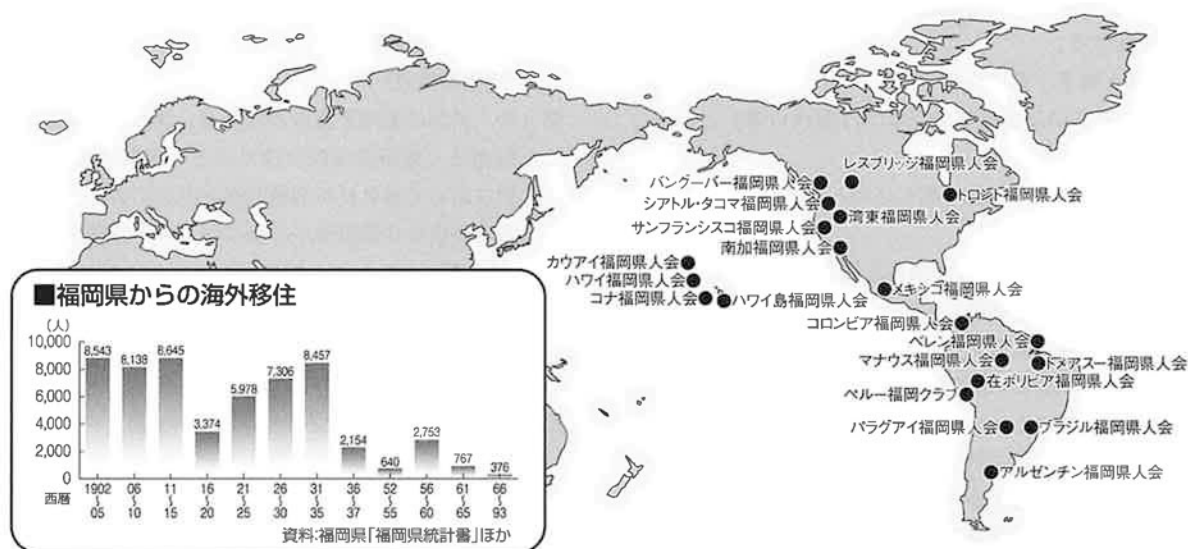 レスブリッジ福岡県人会
バンクーバー福岡県人会
トロント福岡県人会
シアトル・タコマ福岡県人会
湾東福岡県人会
サンフランシスコ福岡県人会
南加福岡県人会
カウアイ福岡県人会
ハワイ福岡県人会
コナ福岡県人会
ハワイ島福岡県人会
メキシコ福岡県人会
コロンビア福岡県人会
ベレン福岡県人会
マナウス福岡県人会
トメアスー福岡県人会
在ボリビア福岡県人会
ペルー福岡クラブ
パラグアイ福岡県人会
ブラジル福岡県人会
アルゼンチン福岡県人会
■福岡県からの海外移住
（人）
10,000
8,000
6,000
4,000
2,000
0
8,543 8,138 8,645 3,374 5,978 7,306 8,457 2,154 640 2,753 767 376
西暦 1902〜05 06〜10 11〜15 16〜20 21〜25 26〜30 31〜35 36〜37 52〜55 56〜60 61〜65 66〜93
資料:福岡県「福岡県統計書」ほか